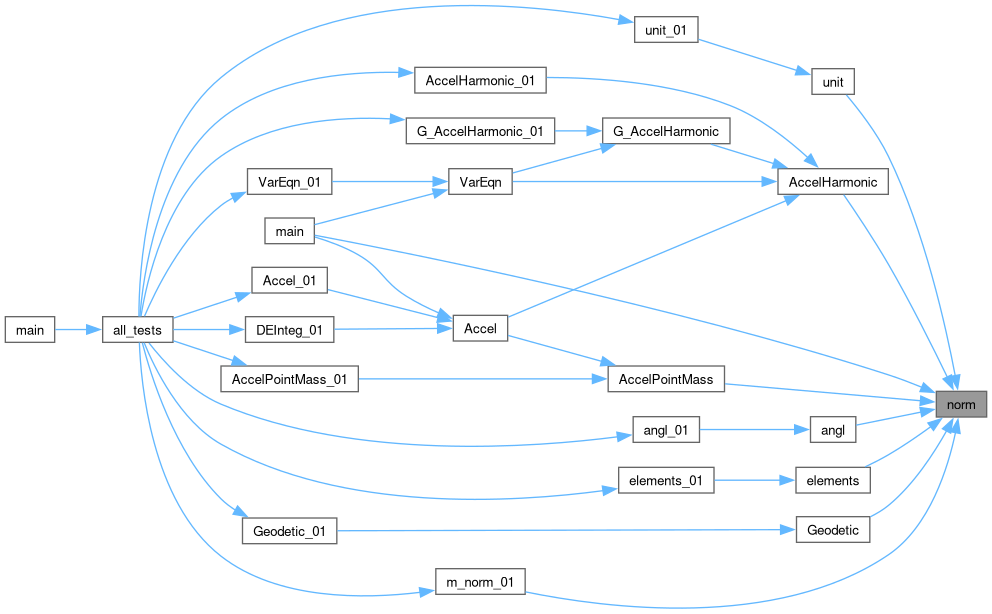 unit_01
unit
AccelHarmonic_01
G_AccelHarmonic_01
G_AccelHarmonic
VarEqn_01
VarEqn
AccelHarmonic
main
Accel_01
main
all_tests
DEInteg_01
Accel
AccelPointMass_01
AccelPointMass
norm
angl_01
angl
elements_01
elements
Geodetic_01
Geodetic
m_norm_01